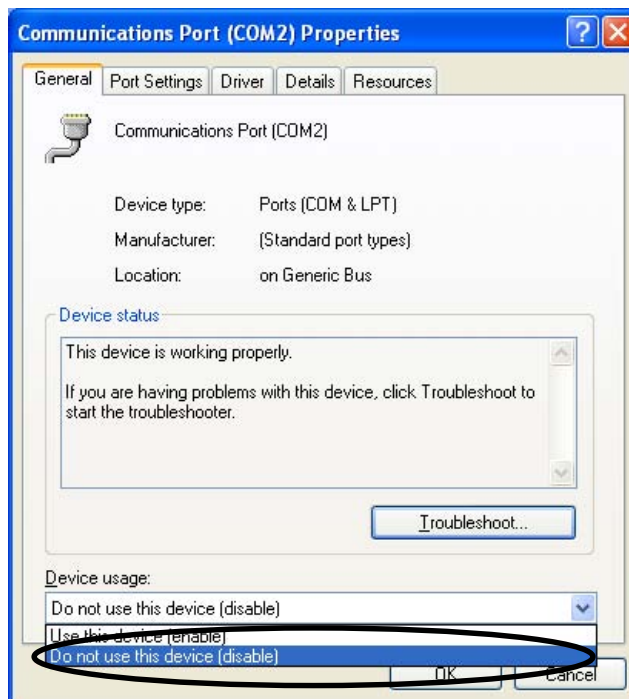 Communications Port (COM2) Properties
General Port Settings Driver Details Resources
Communications Port (COM2)
Device type: Ports (COM & LPT)
Manufacturer: (Standard port types)
Location: on Generic Bus
Device status
This device is working properly.
If you are having problems with this device, click Troubleshoot to
start the troubleshooter.
Troubleshoot...
Device usage:
Do not use this device (disable)
Use this device (enable)
Do not use this device (disable)
OK Cancel